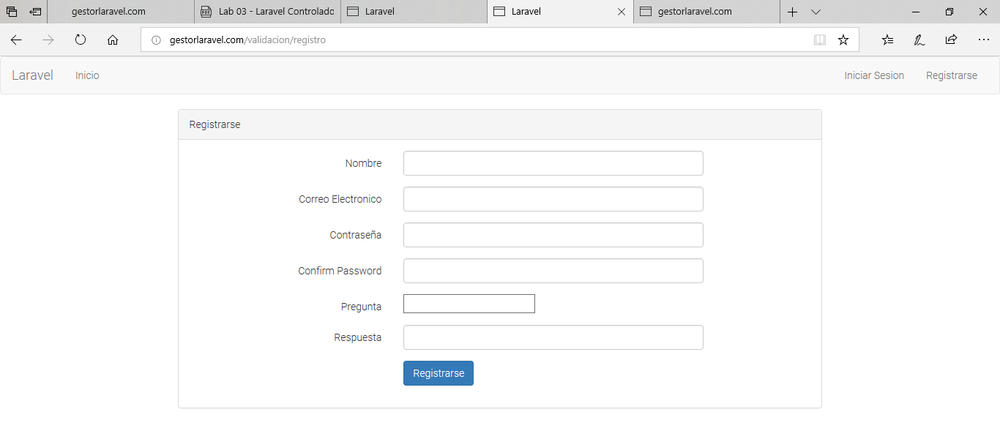 gestorlaravel.com
Lab 03 - Laravel Controlado
Laravel
Laravel
gestorlaravel.com
gestorlaravel.com/validacion/registro
Laravel Inicio Iniciar Sesion Registrarse
Registrarse
Nombre
Correo Electronico
Contraseña
Confirm Password
Pregunta
Respuesta
Registrarse